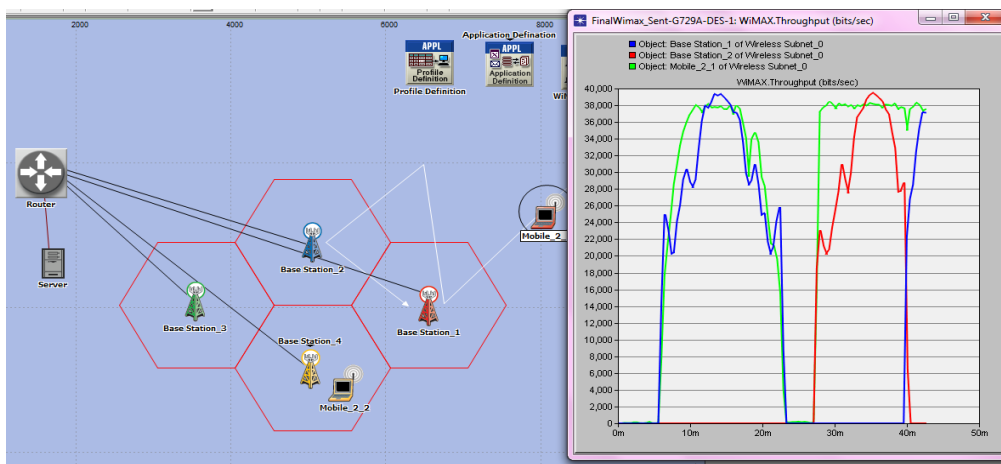 2000
4000
6000
8000
Application_Defination
APPL
Profile
Definition
Profile Definition
APPL
Application
Definition
Router
Server
Base Station_2
Base Station_3
Base Station_1
Base Station_4
Mobile_2_2
Mobile_2_
FinalWimax_Sent-G729A-DES-1: WiMAX.Throughput (bits/sec)
Object: Base Station_1 of Wireless Subnet_0
Object: Base Station_2 of Wireless Subnet_0
Object: Mobile_2_1 of Wireless Subnet_0
WiMAX.Throughput (bits/sec)
40,000
38,000
36,000
34,000
32,000
30,000
28,000
26,000
24,000
22,000
20,000
18,000
16,000
14,000
12,000
10,000
8,000
6,000
4,000
2,000
0
0m 10m 20m 30m 40m 50m